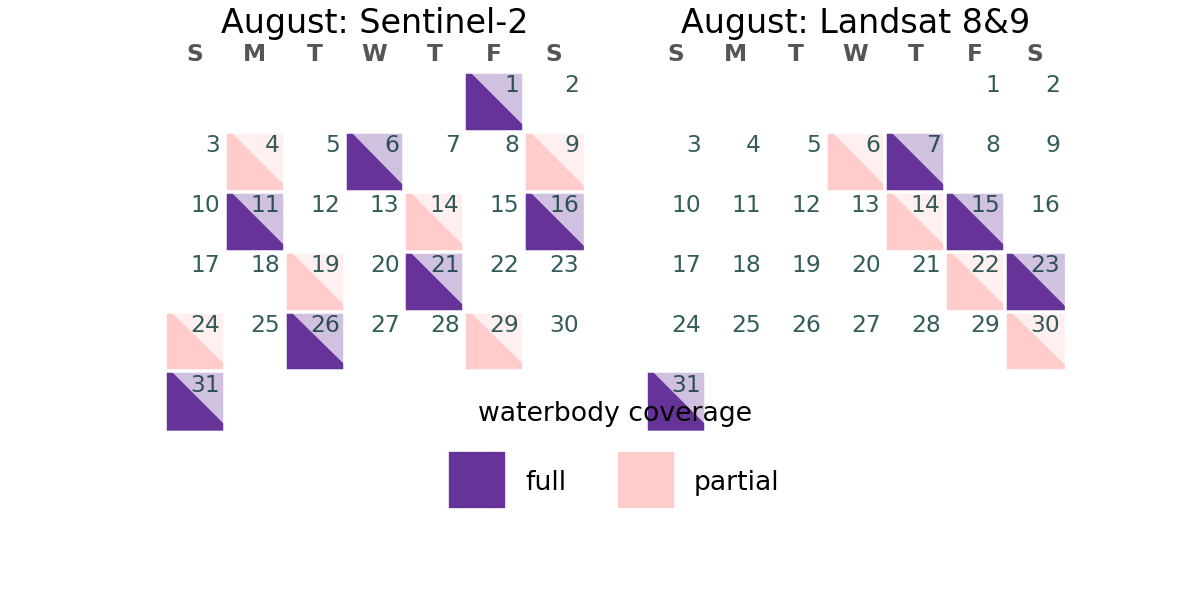 August: Sentinel-2
S M T W T F S
1 2
3 4 5 6 7 8 9
10 11 12 13 14 15 16
17 18 19 20 21 22 23
24 25 26 27 28 29 30
31
August: Landsat 8&9
S M T W T F S
1 2
3 4 5 6 7 8 9
10 11 12 13 14 15 16
17 18 19 20 21 22 23
24 25 26 27 28 29 30
31
waterbody coverage
full partial